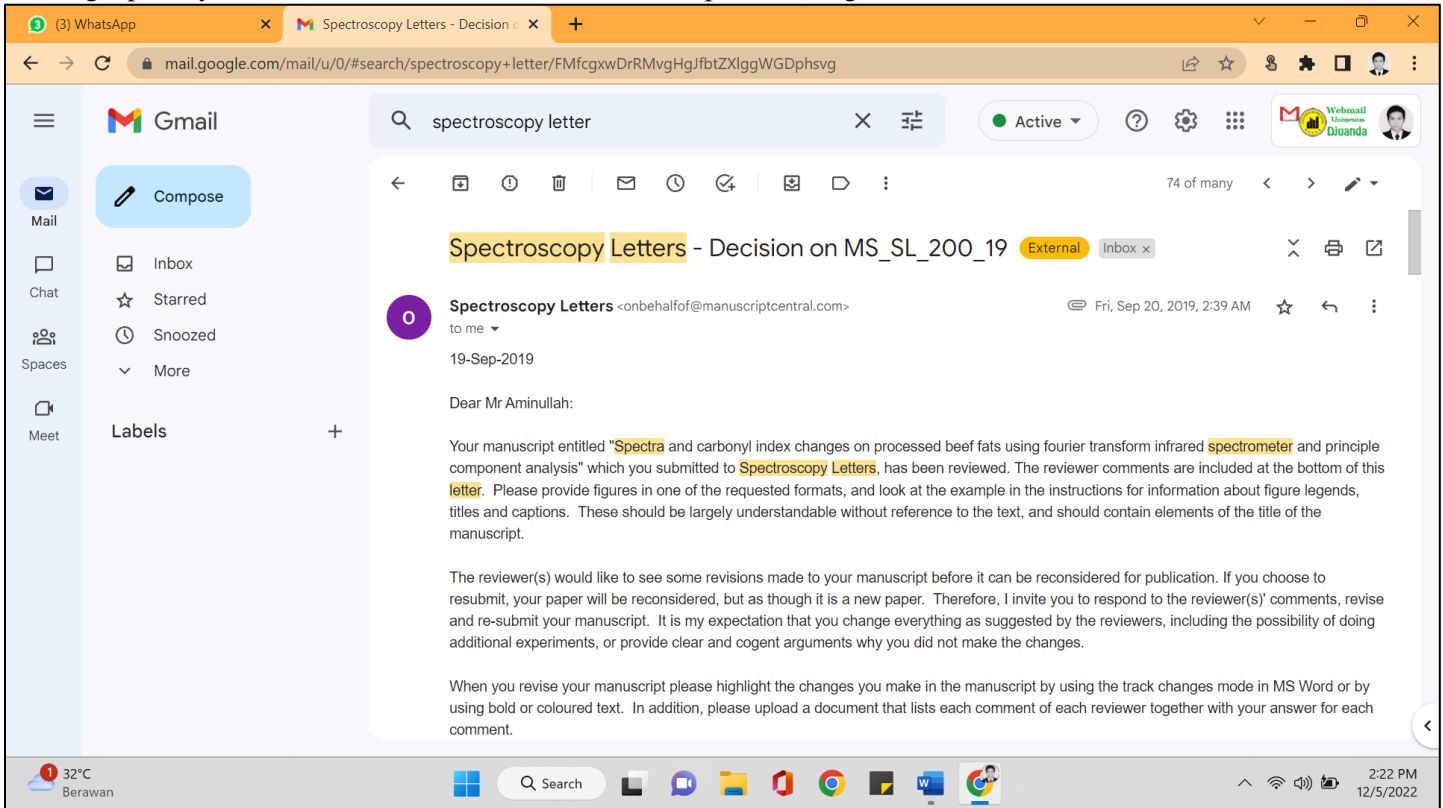 (3) WhatsApp
Spectroscopy Letters - Decision o
mail.google.com/mail/u/0/#search/spectroscopy+letter/FMfcgxwDrRMvgHgJfbtZXlggWGDphsvg
Gmail
spectroscopy letter
Active
Webmail
Universitas
Djuanda
Mail
Chat
Spaces
Meet
Compose
Inbox
Starred
Snoozed
More
Labels
74 of many
Spectroscopy Letters - Decision on MS_SL_200_19 External Inbox x
O
Spectroscopy Letters <onbehalfof@manuscriptcentral.com>
Fri, Sep 20, 2019, 2:39 AM
to me
19-Sep-2019
Dear Mr Aminullah:
Your manuscript entitled "Spectra and carbonyl index changes on processed beef fats using fourier transform infrared spectrometer and principle
component analysis" which you submitted to Spectroscopy Letters, has been reviewed. The reviewer comments are included at the bottom of this
letter. Please provide figures in one of the requested formats, and look at the example in the instructions for information about figure legends,
titles and captions. These should be largely understandable without reference to the text, and should contain elements of the title of the
manuscript.
The reviewer(s) would like to see some revisions made to your manuscript before it can be reconsidered for publication. If you choose to
resubmit, your paper will be reconsidered, but as though it is a new paper. Therefore, I invite you to respond to the reviewer(s)' comments, revise
and re-submit your manuscript. It is my expectation that you change everything as suggested by the reviewers, including the possibility of doing
additional experiments, or provide clear and cogent arguments why you did not make the changes.
When you revise your manuscript please highlight the changes you make in the manuscript by using the track changes mode in MS Word or by
using bold or coloured text. In addition, please upload a document that lists each comment of each reviewer together with your answer for each
comment.
1
32°C
Berawan
Search
2:22 PM
12/5/2022